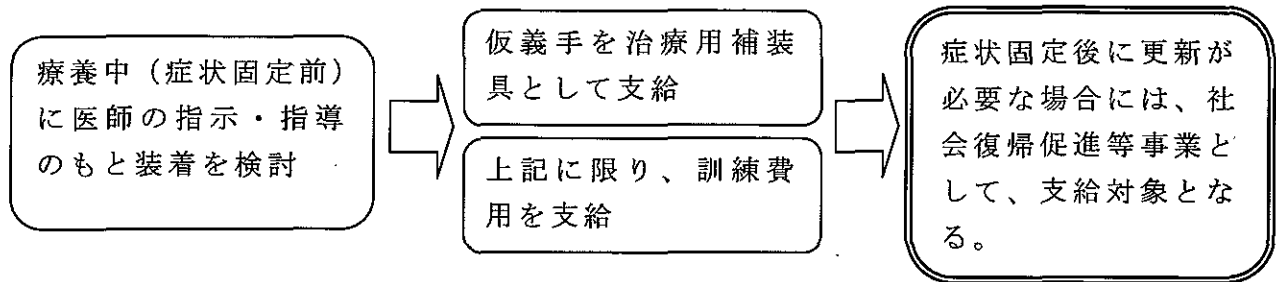 療養中（症状固定前）
に医師の指示・指導
のもと装着を検討
仮義手を治療用補装
具として支給
上記に限り、訓練費
用を支給
症状固定後に更新が
必要な場合には、社
会復帰促進等事業と
して、支給対象とな
る。